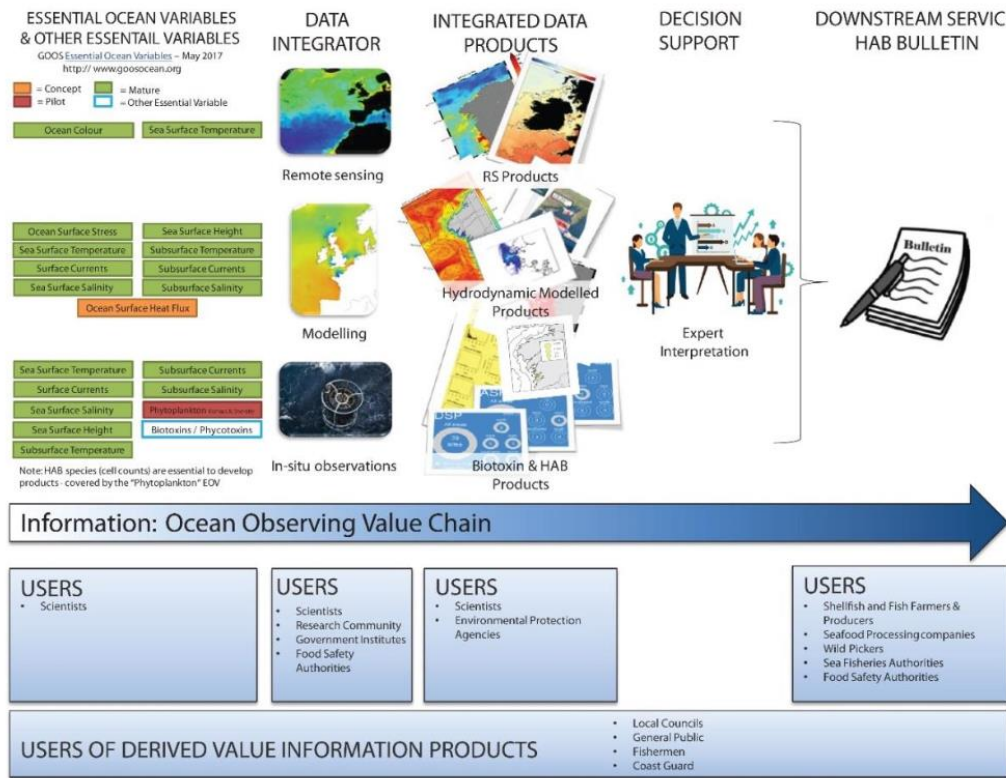 ESSENTIAL OCEAN VARIABLES
& OTHER ESSENTAIL VARIABLES
GOOS Essential Ocean Variables – May 2017
http:// www.goosocean.org
= Concept
= Mature
= Pilot
= Other Essential Variable
Ocean Colour
Sea Surface Temperature
Ocean Surface Stress
Sea Surface Height
Sea Surface Temperature
Subsurface Temperature
Surface Currents
Subsurface Currents
Sea Surface Salinity
Subsurface Salinity
Ocean Surface Heat Flux
Sea Surface Temperature
Subsurface Currents
Surface Currents
Subsurface Salinity
Sea Surface Salinity
Phytoplankton
Sea Surface Height
Biotoxins / Phycotoxins
Subsurface Temperature
Note: HAB species (cell counts) are essential to develop
products - covered by the "Phytoplankton" EOV
DATA
INTEGRATOR
Remote sensing
Modelling
In-situ observations
INTEGRATED DATA
PRODUCTS
RS Products
Hydrodynamic Modelled
Products
ASP
DSP
Biotoxin & HAB
Products
DECISION
SUPPORT
Expert
Interpretation
DOWNSTREAM SERVIC
HAB BULLETIN
Bulletin
Information: Ocean Observing Value Chain
USERS
• Scientists
USERS
• Scientists
• Research Community
• Government Institutes
• Food Safety
Authorities
USERS
• Scientists
• Environmental Protection
Agencies
USERS
• Shellfish and Fish Farmers &
Producers
• Seafood Processing companies
• Wild Pickers
• Sea Fisheries Authorities
• Food Safety Authorities
USERS OF DERIVED VALUE INFORMATION PRODUCTS
• Local Councils
• General Public
• Fishermen
• Coast Guard